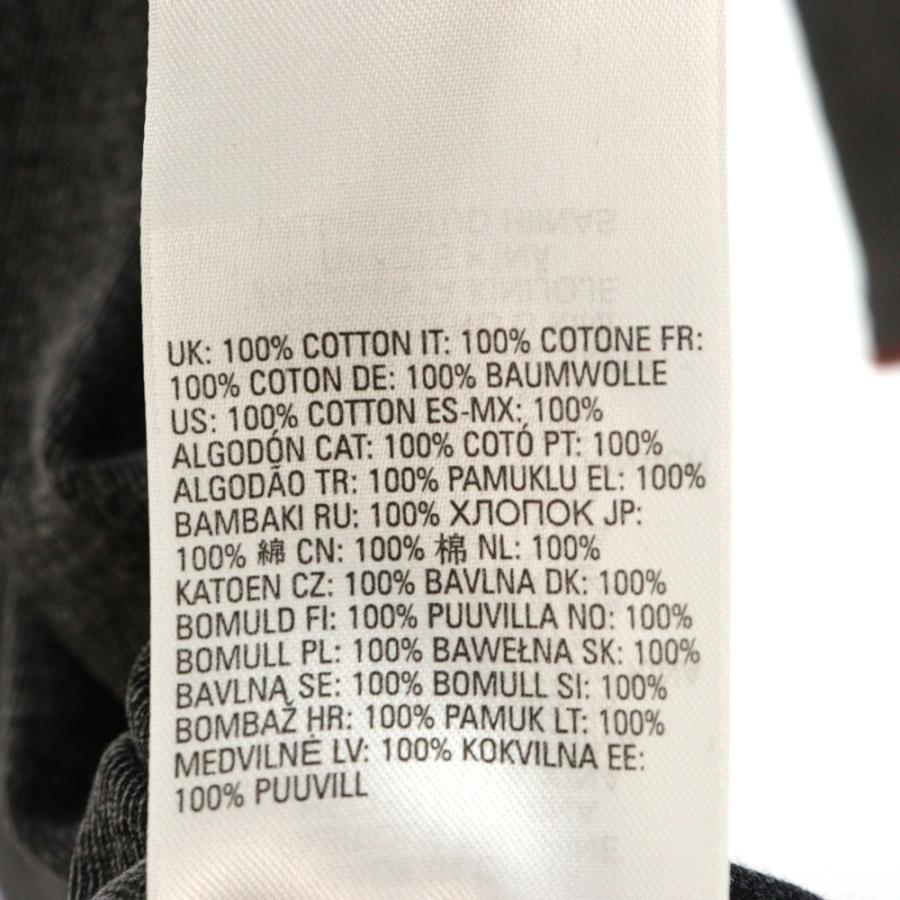 UK: 100% COTTON IT: 100% COTONE FR:
100% COTON DE: 100% BAUMWOLLE
US: 100% COTTON ES-MX: 100%
ALGODÓN CAT: 100% COTÓ PT: 100%
ALGODÃO TR: 100% PAMUKLU EL: 100%
BAMBAKI RU: 100% ХЛОПОК JP:
100% 綿 CN: 100% 棉 NL: 100%
KATOEN CZ: 100% BAVLNA DK: 100%
BOMULD FI: 100% PUUVILLA NO: 100%
BOMULL PL: 100% BAWEŁNA SK: 100%
BAVLNA SE: 100% BOMULL SI: 100%
BOMBAŽ HR: 100% PAMUK LT: 100%
MEDVILNĖ LV: 100% KOKVILNA EE:
100% PUUVILL